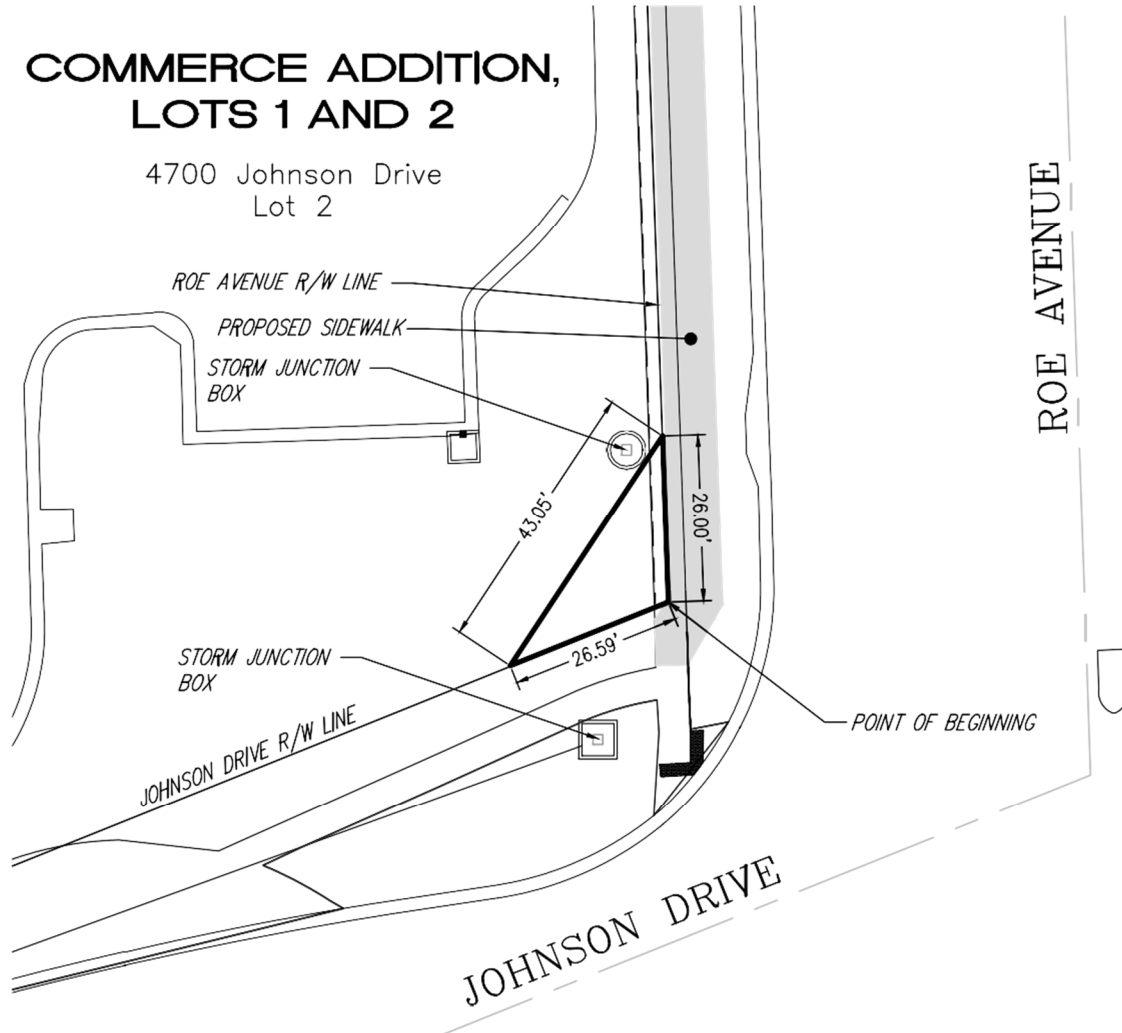 COMMERCE ADDITION,
LOTS 1 AND 2
4700 Johnson Drive
Lot 2
ROE AVENUE R/W LINE
PROPOSED SIDEWALK
STORM JUNCTION
BOX
ROE AVENUE
43.05'
26.00'
26.59'
STORM JUNCTION
BOX
POINT OF BEGINNING
JOHNSON DRIVE R/W LINE
JOHNSON DRIVE